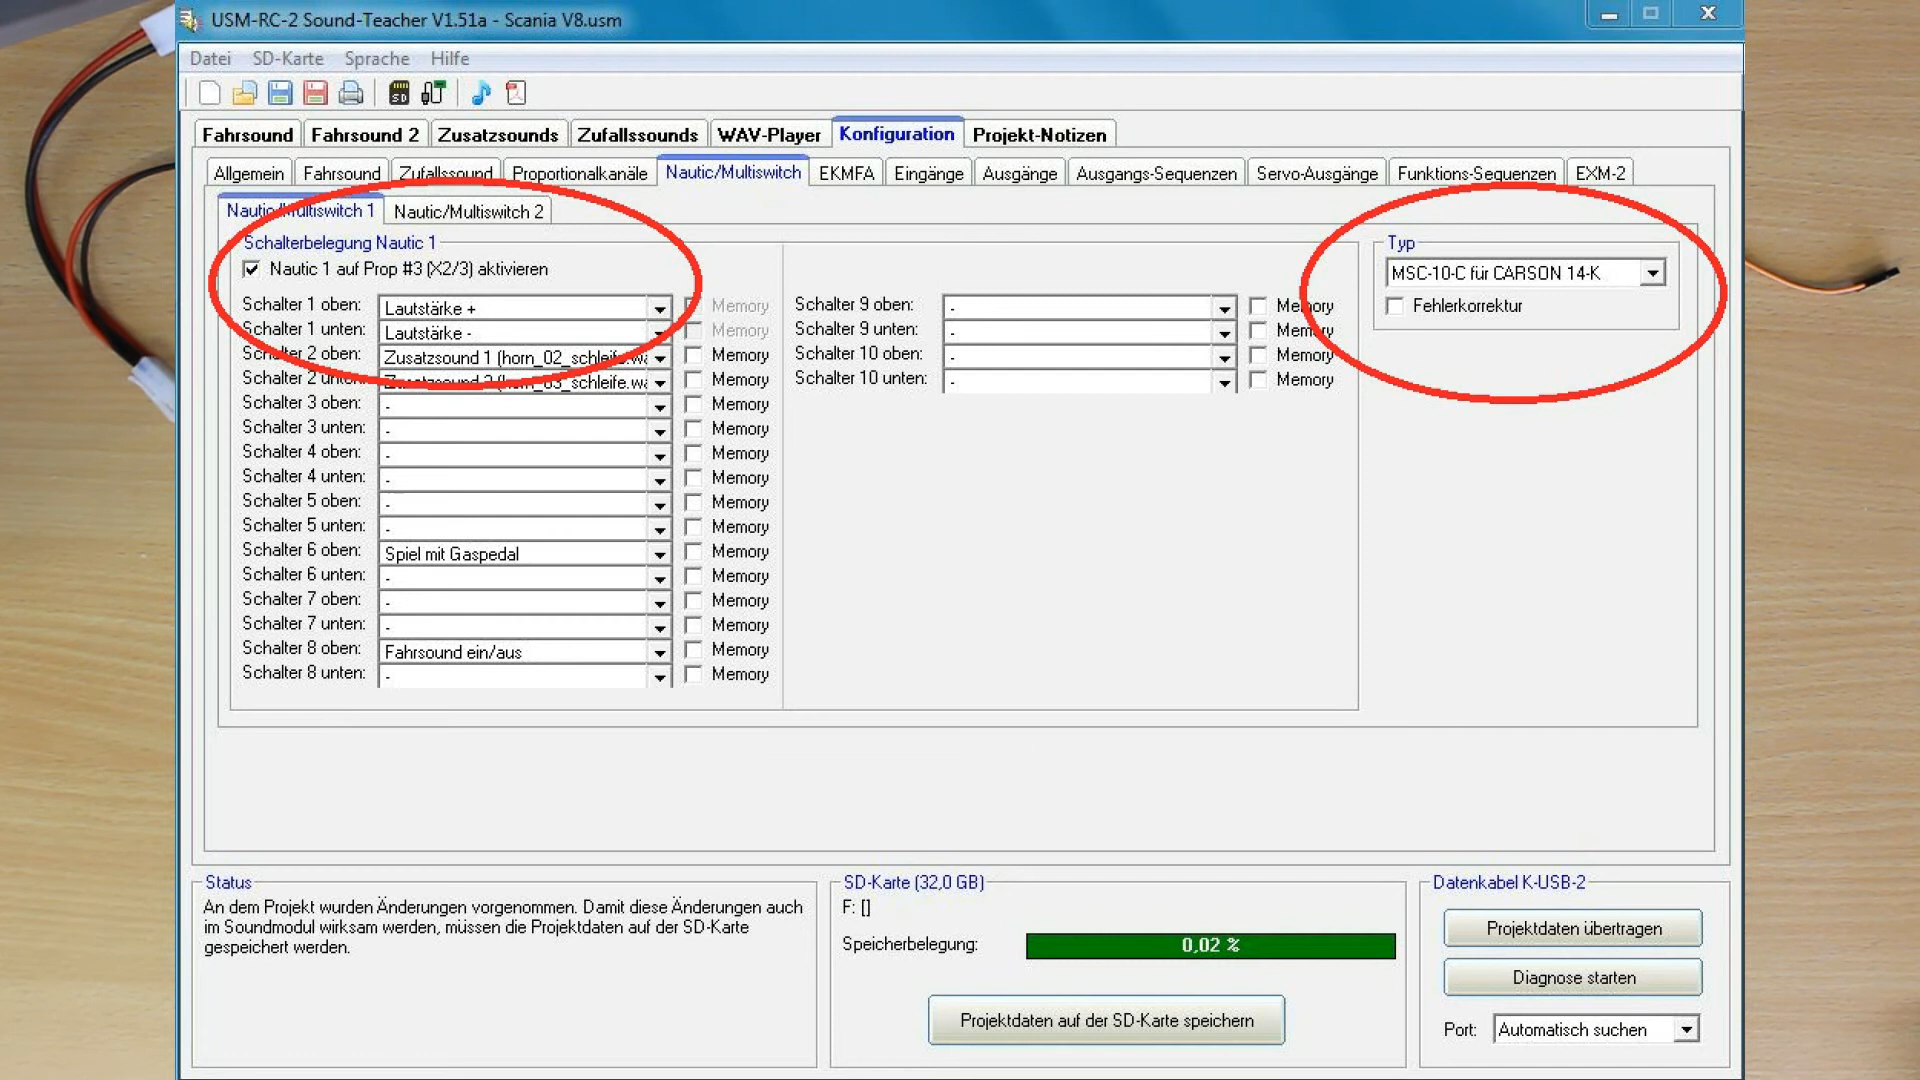 USM-RC-2 Sound-Teacher V1.51a - Scania V8.usm
Datei SD-Karte Sprache Hilfe
SD
Fahrsound Fahrsound 2 Zusatzsounds Zufallssounds WAV-Player Konfiguration Projekt-Notizen
Allgemein Fahrsound Zufallssound Proportionalkanäle Nautic/Multiswitch EKMFA Eingänge Ausgänge Ausgangs-Sequenzen Servo-Ausgänge Funktions-Sequenzen EXM-2
Nautic/Multiswitch 1 Nautic/Multiswitch 2
Schalterbelegung Nautic 1
Nautic 1 auf Prop #3 (X2/3) aktivieren
Schalter 1 oben: Lautstärke + Memory
Schalter 1 unten: Lautstärke - Memory
Schalter 2 oben: Zusatzsound 1 (horn_02_schleife.wa Memory
Schalter 2 unten: Zusatzsound 2 (horn_03_schleife.wa Memory
Schalter 3 oben: - Memory
Schalter 3 unten: - Memory
Schalter 4 oben: - Memory
Schalter 4 unten: - Memory
Schalter 5 oben: - Memory
Schalter 5 unten: - Memory
Schalter 6 oben: Spiel mit Gaspedal Memory
Schalter 6 unten: - Memory
Schalter 7 oben: - Memory
Schalter 7 unten: - Memory
Schalter 8 oben: Fahrsound ein/aus Memory
Schalter 8 unten: - Memory
Schalter 9 oben: - Memory
Schalter 9 unten: - Memory
Schalter 10 oben: - Memory
Schalter 10 unten: - Memory
Typ
MSC-10-C für CARSON 14-K
Fehlerkorrektur
Status
An dem Projekt wurden Änderungen vorgenommen. Damit diese Änderungen auch
im Soundmodul wirksam werden, müssen die Projektdaten auf der SD-Karte
gespeichert werden.
SD-Karte (32,0 GB)
F: []
Speicherbelegung: 0,02 %
Projektdaten auf der SD-Karte speichern
Datenkabel K-USB-2
Projektdaten übertragen
Diagnose starten
Port: Automatisch suchen